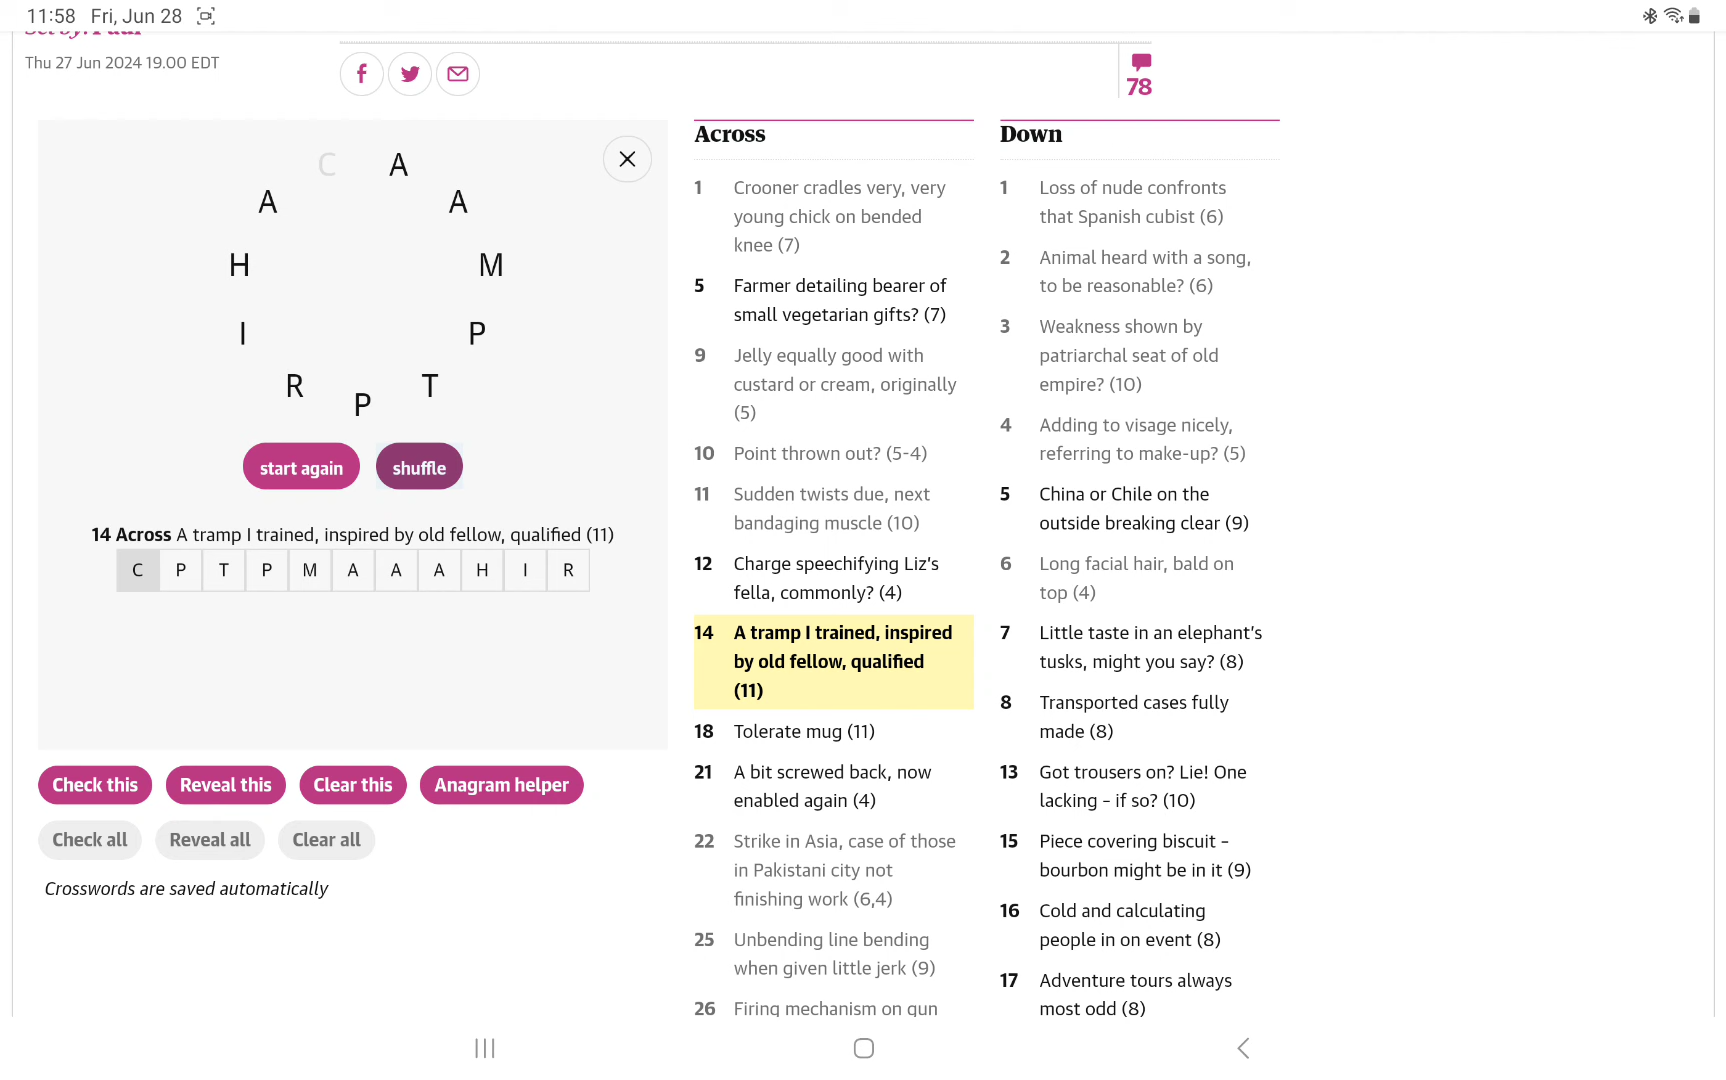 11:58 Fri, Jun 28
Set by: Paul
Thu 27 Jun 2024 19.00 EDT
78
C A
A A
H M
I P
R T
P
start again shuffle
14 Across A tramp I trained, inspired by old fellow, qualified (11)
C P T P M A A A H I R
Check this Reveal this Clear this Anagram helper
Check all Reveal all Clear all
Crosswords are saved automatically
Across
1 Crooner cradles very, very
young chick on bended
knee (7)
5 Farmer detailing bearer of
small vegetarian gifts? (7)
9 Jelly equally good with
custard or cream, originally
(5)
10 Point thrown out? (5-4)
11 Sudden twists due, next
bandaging muscle (10)
12 Charge speechifying Liz’s
fella, commonly? (4)
14 A tramp I trained, inspired
by old fellow, qualified
(11)
18 Tolerate mug (11)
21 A bit screwed back, now
enabled again (4)
22 Strike in Asia, case of those
in Pakistani city not
finishing work (6,4)
25 Unbending line bending
when given little jerk (9)
26 Firing mechanism on gun
Down
1 Loss of nude confronts
that Spanish cubist (6)
2 Animal heard with a song,
to be reasonable? (6)
3 Weakness shown by
patriarchal seat of old
empire? (10)
4 Adding to visage nicely,
referring to make-up? (5)
5 China or Chile on the
outside breaking clear (9)
6 Long facial hair, bald on
top (4)
7 Little taste in an elephant’s
tusks, might you say? (8)
8 Transported cases fully
made (8)
13 Got trousers on? Lie! One
lacking – if so? (10)
15 Piece covering biscuit –
bourbon might be in it (9)
16 Cold and calculating
people in on event (8)
17 Adventure tours always
most odd (8)